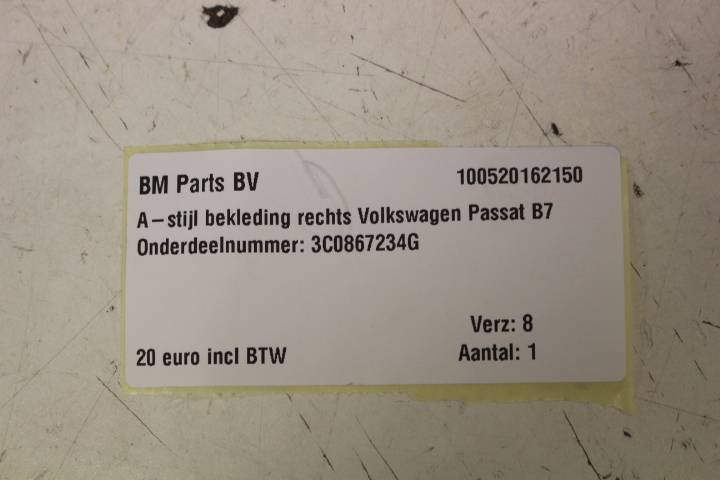 BM Parts BV 100520162150
A-stijl bekleding rechts Volkswagen Passat B7
Onderdeelnummer: 3C0867234G
Verz: 8
20 euro incl BTW Aantal: 1